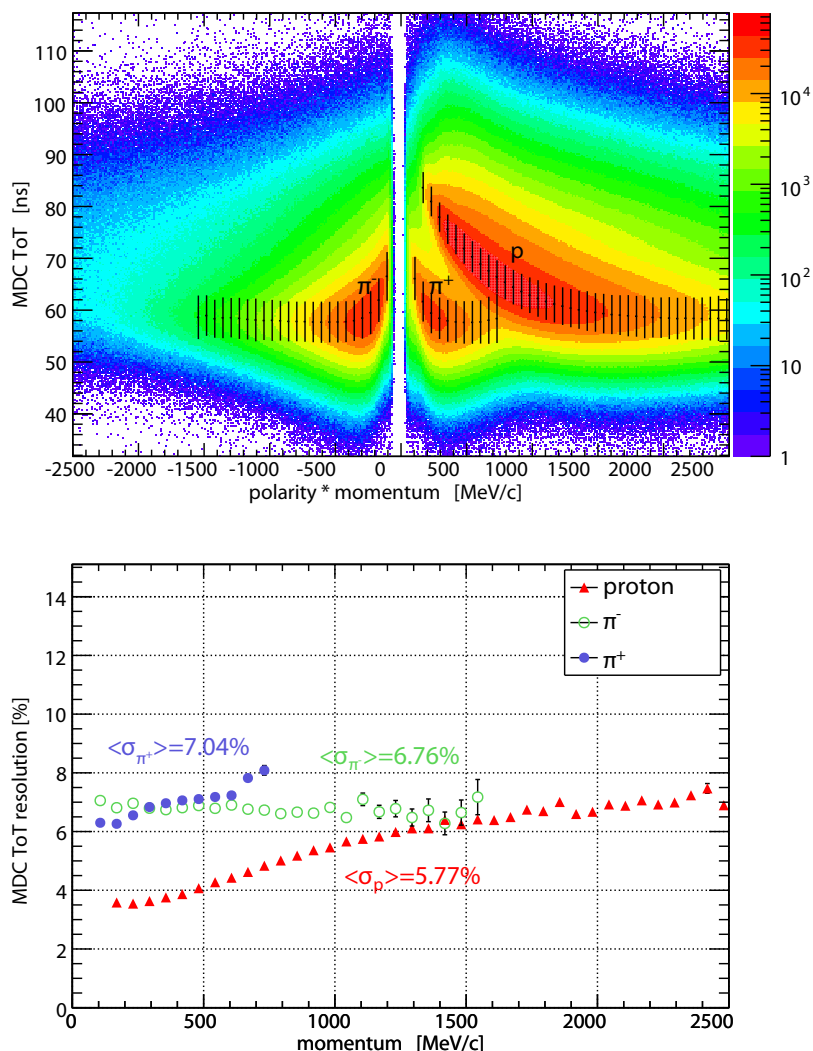 MDC ToT [ns]
110
100
90
80
70
60
50
40
π⁻
π⁺
p
10⁴
10³
10²
10
1
-2500 -2000 -1500 -1000 -500 0 500 1000 1500 2000 2500
polarity * momentum [MeV/c]
MDC ToT resolution [%]
14
12
10
8
6
4
2
0
proton
π⁻
π⁺
<σπ⁺>=7.04%
<σπ⁻>=6.76%
<σp>=5.77%
0 500 1000 1500 2000 2500
momentum [MeV/c]